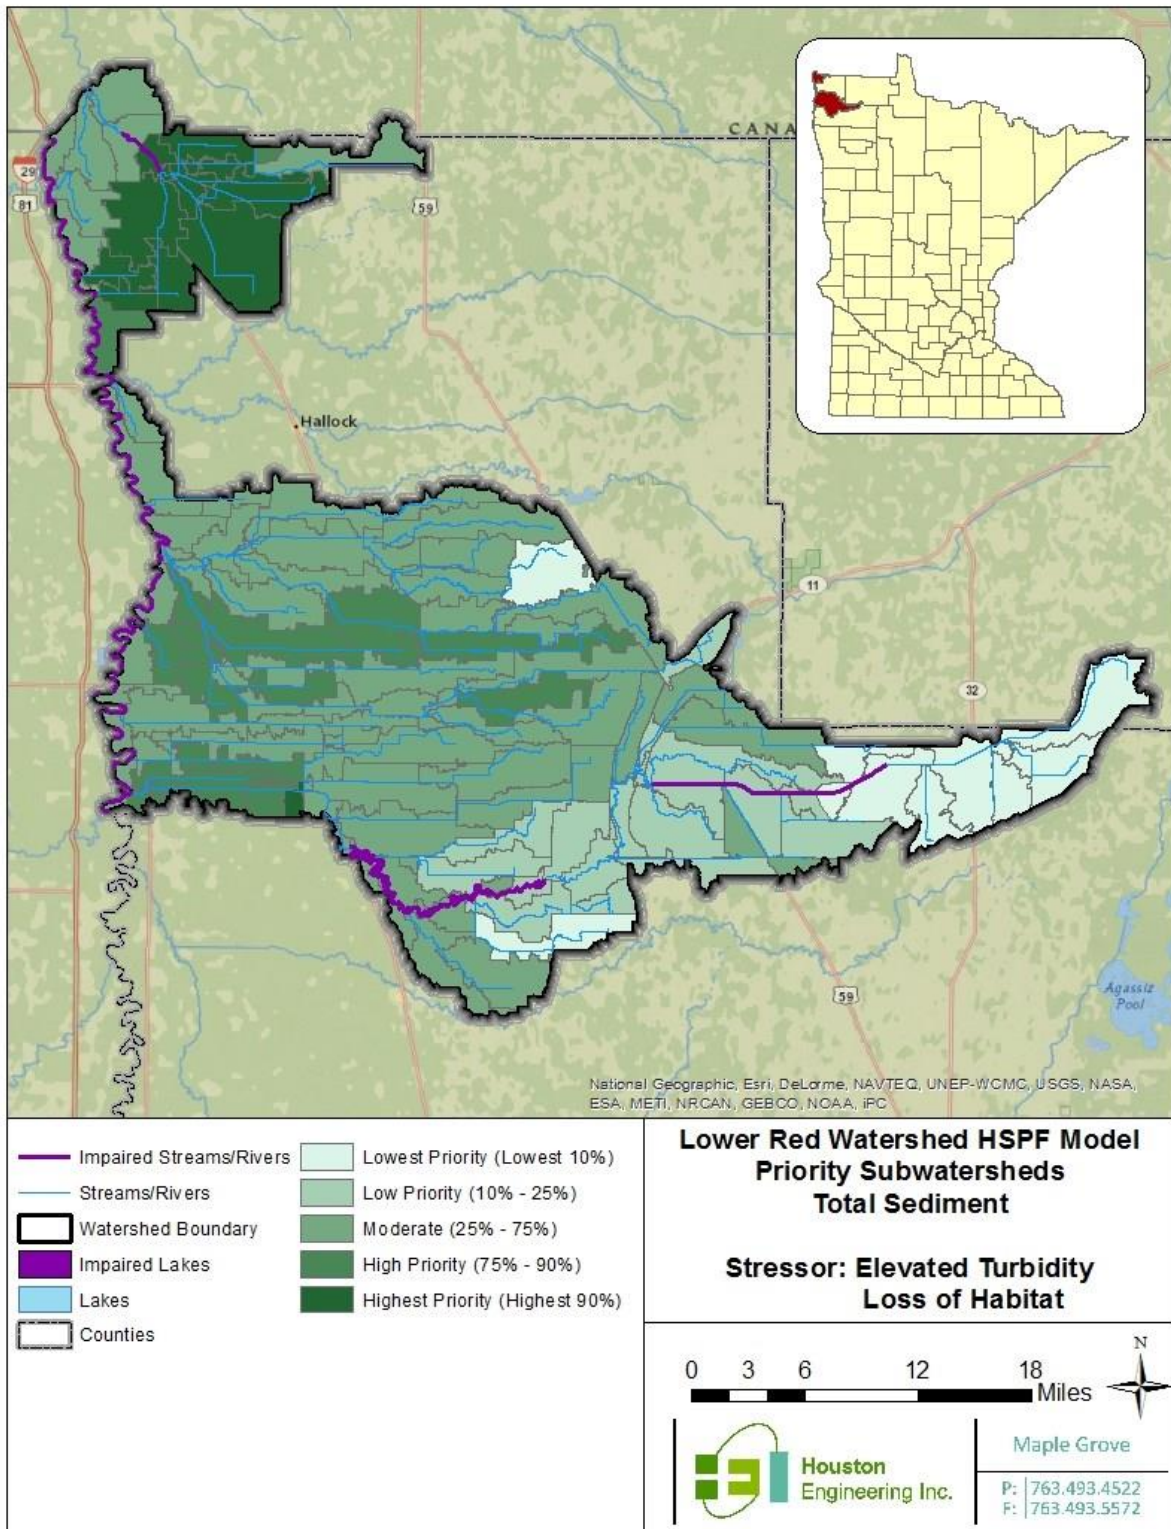 CANA
29
81
59
Hallock
11
32
Agassiz
Pool
59
National Geographic, Esri, DeLorme, NAVTEQ, UNEP-WCMC, USGS, NASA,
ESA, METI, NRCAN, GEBCO, NOAA, iPC
Impaired Streams/Rivers
Streams/Rivers
Watershed Boundary
Impaired Lakes
Lakes
Counties
Lowest Priority (Lowest 10%)
Low Priority (10% - 25%)
Moderate (25% - 75%)
High Priority (75% - 90%)
Highest Priority (Highest 90%)
Lower Red Watershed HSPF Model
Priority Subwatersheds
Total Sediment
Stressor: Elevated Turbidity
Loss of Habitat
0 3 6 12 18
Miles
N
Houston
Engineering Inc.
Maple Grove
P: 763.493.4522
F: 763.493.5572